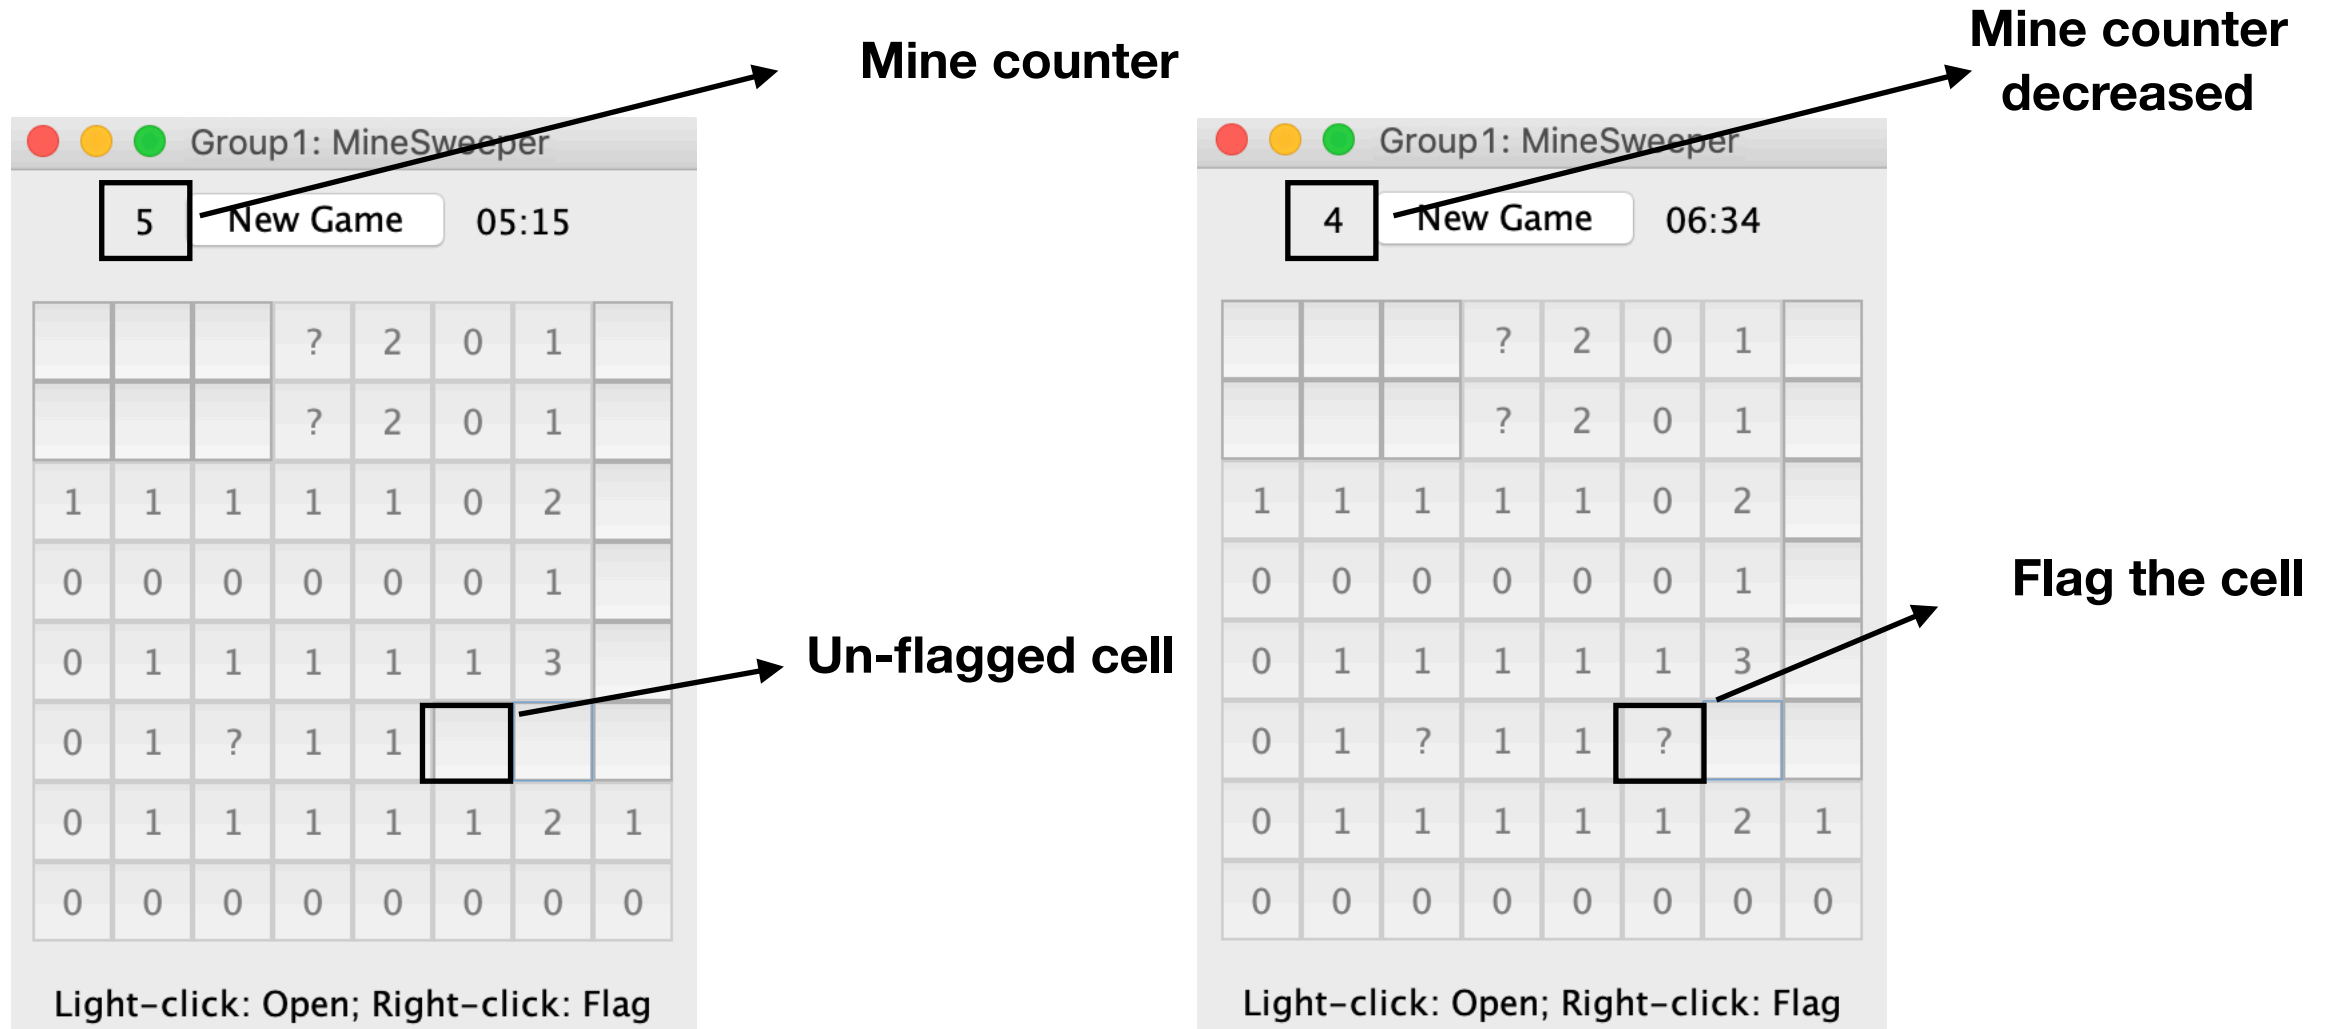 Mine counter
Group1: MineSweeper
5 New Game 05:15
? 2 0 1
? 2 0 1
1 1 1 1 1 0 2
0 0 0 0 0 0 1
0 1 1 1 1 1 3
0 1 ? 1 1
0 1 1 1 1 1 2 1
0 0 0 0 0 0 0 0
Light-click: Open; Right-click: Flag
Un-flagged cell
Mine counter
decreased
Group1: MineSweeper
4 New Game 06:34
? 2 0 1
? 2 0 1
1 1 1 1 1 0 2
0 0 0 0 0 0 1
0 1 1 1 1 1 3
0 1 ? 1 1 ?
0 1 1 1 1 1 2 1
0 0 0 0 0 0 0 0
Light-click: Open; Right-click: Flag
Flag the cell